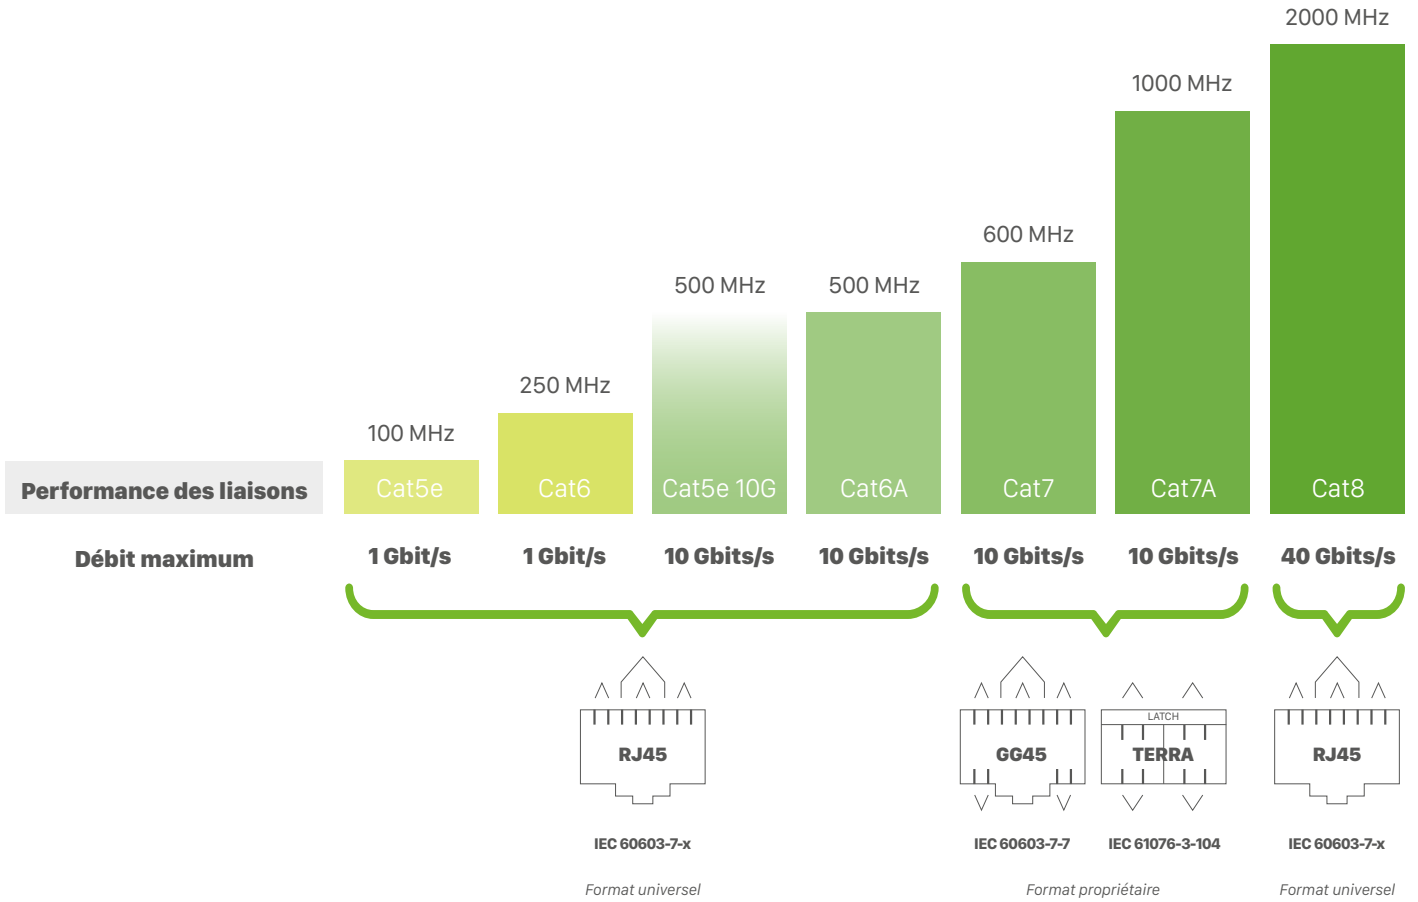 2000 MHz
1000 MHz
600 MHz
500 MHz
500 MHz
250 MHz
100 MHz
Performance des liaisons
Cat5e
Cat6
Cat5e 10G
Cat6A
Cat7
Cat7A
Cat8
Débit maximum
1 Gbit/s
1 Gbit/s
10 Gbits/s
10 Gbits/s
10 Gbits/s
10 Gbits/s
40 Gbits/s
LATCH
RJ45
GG45
TERRA
RJ45
IEC 60603-7-x
IEC 60603-7-7
IEC 61076-3-104
IEC 60603-7-x
Format universel
Format propriétaire
Format universel